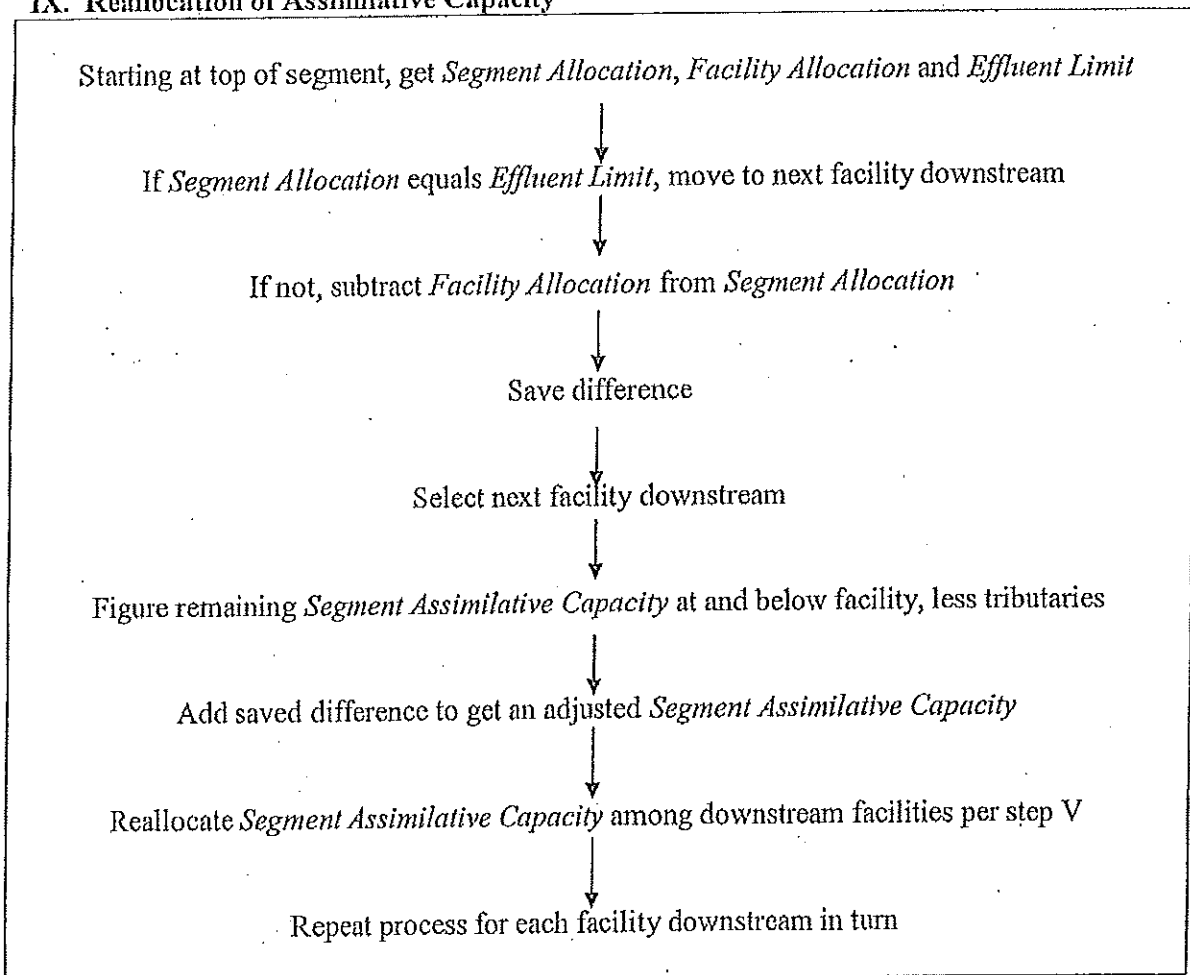 IX. Reallocation of Assimilative Capacity
Starting at top of segment, get Segment Allocation, Facility Allocation and Effluent Limit
If Segment Allocation equals Effluent Limit, move to next facility downstream
If not, subtract Facility Allocation from Segment Allocation
Save difference
Select next facility downstream
Figure remaining Segment Assimilative Capacity at and below facility, less tributaries
Add saved difference to get an adjusted Segment Assimilative Capacity
Reallocate Segment Assimilative Capacity among downstream facilities per step V
Repeat process for each facility downstream in turn